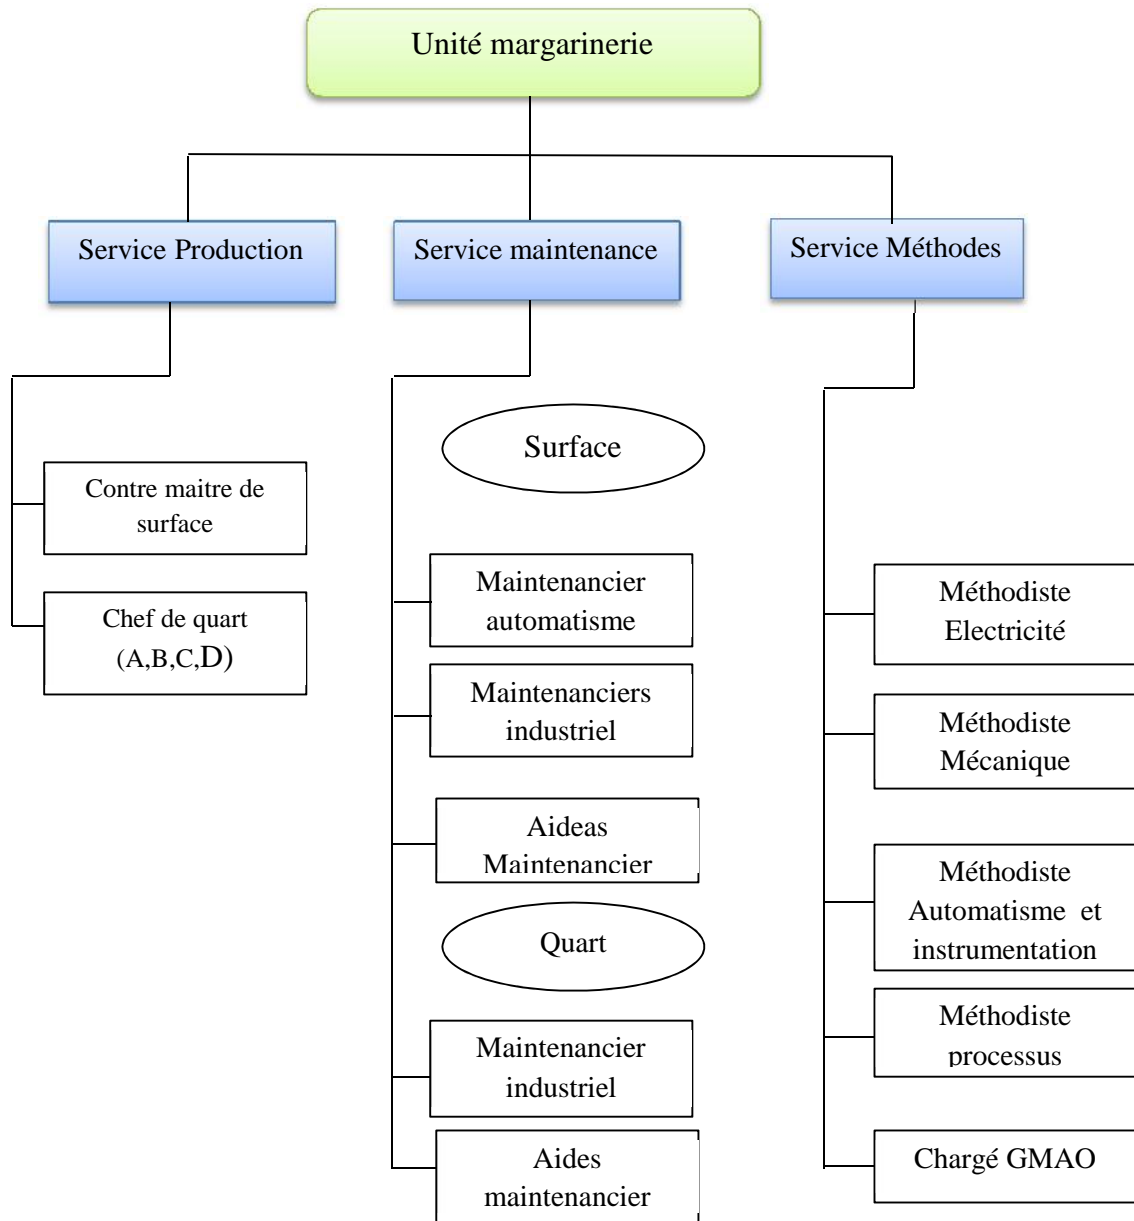 Unité margarinerie
Service Production
Service maintenance
Service Méthodes
Contre maitre de
surface
Chef de quart
(A,B,C,D)
Surface
Maintenancier
automatisme
Maintenanciers
industriel
Aideas
Maintenancier
Quart
Maintenancier
industriel
Aides
maintenancier
Méthodiste
Electricité
Méthodiste
Mécanique
Méthodiste
Automatisme et
instrumentation
Méthodiste
processus
Chargé GMAO